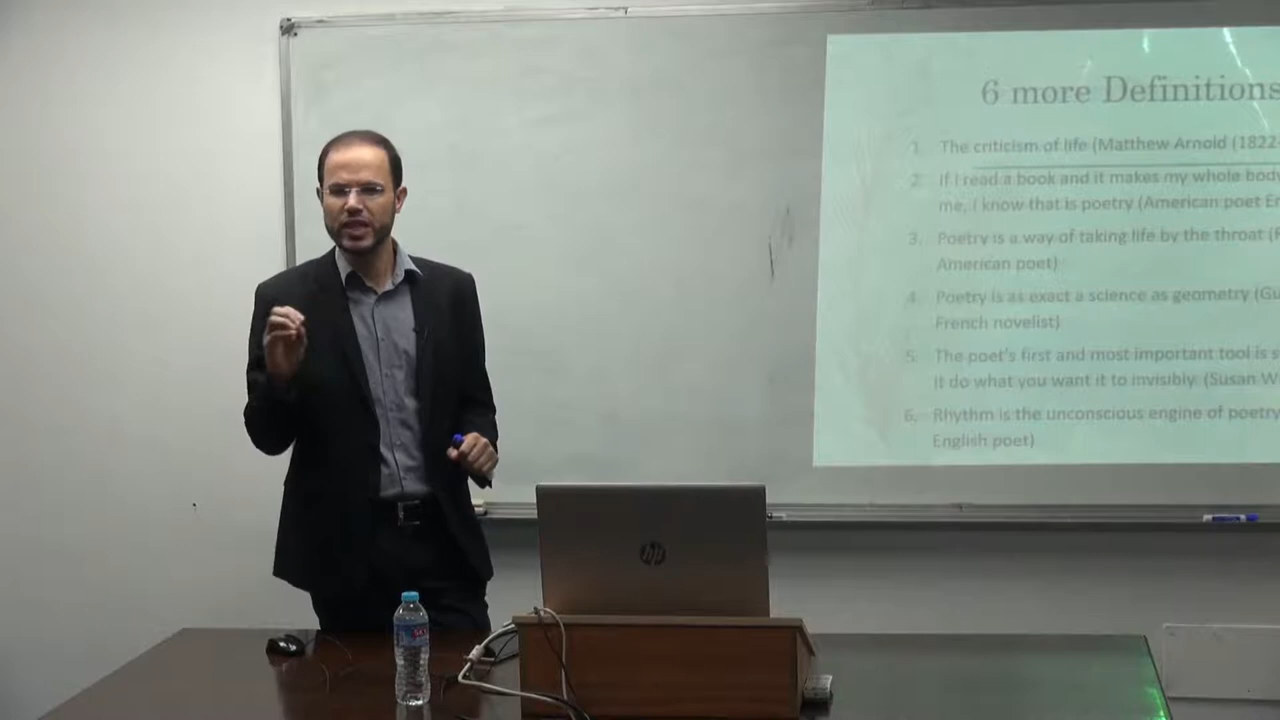 6 more Definitions
1. The criticism of life (Matthew Arnold (1822-
2. If I read a book and it makes my whole body
me, I know that is poetry (American poet
3. Poetry is a way of taking life by the throat
American poet)
4. Poetry is as exact a science as geometry
French novelist)
5. The poet's first and most important tool is
it do what you want it to invisibly. (Susan
6. Rhythm is the unconscious engine of poetry
English poet)
hp